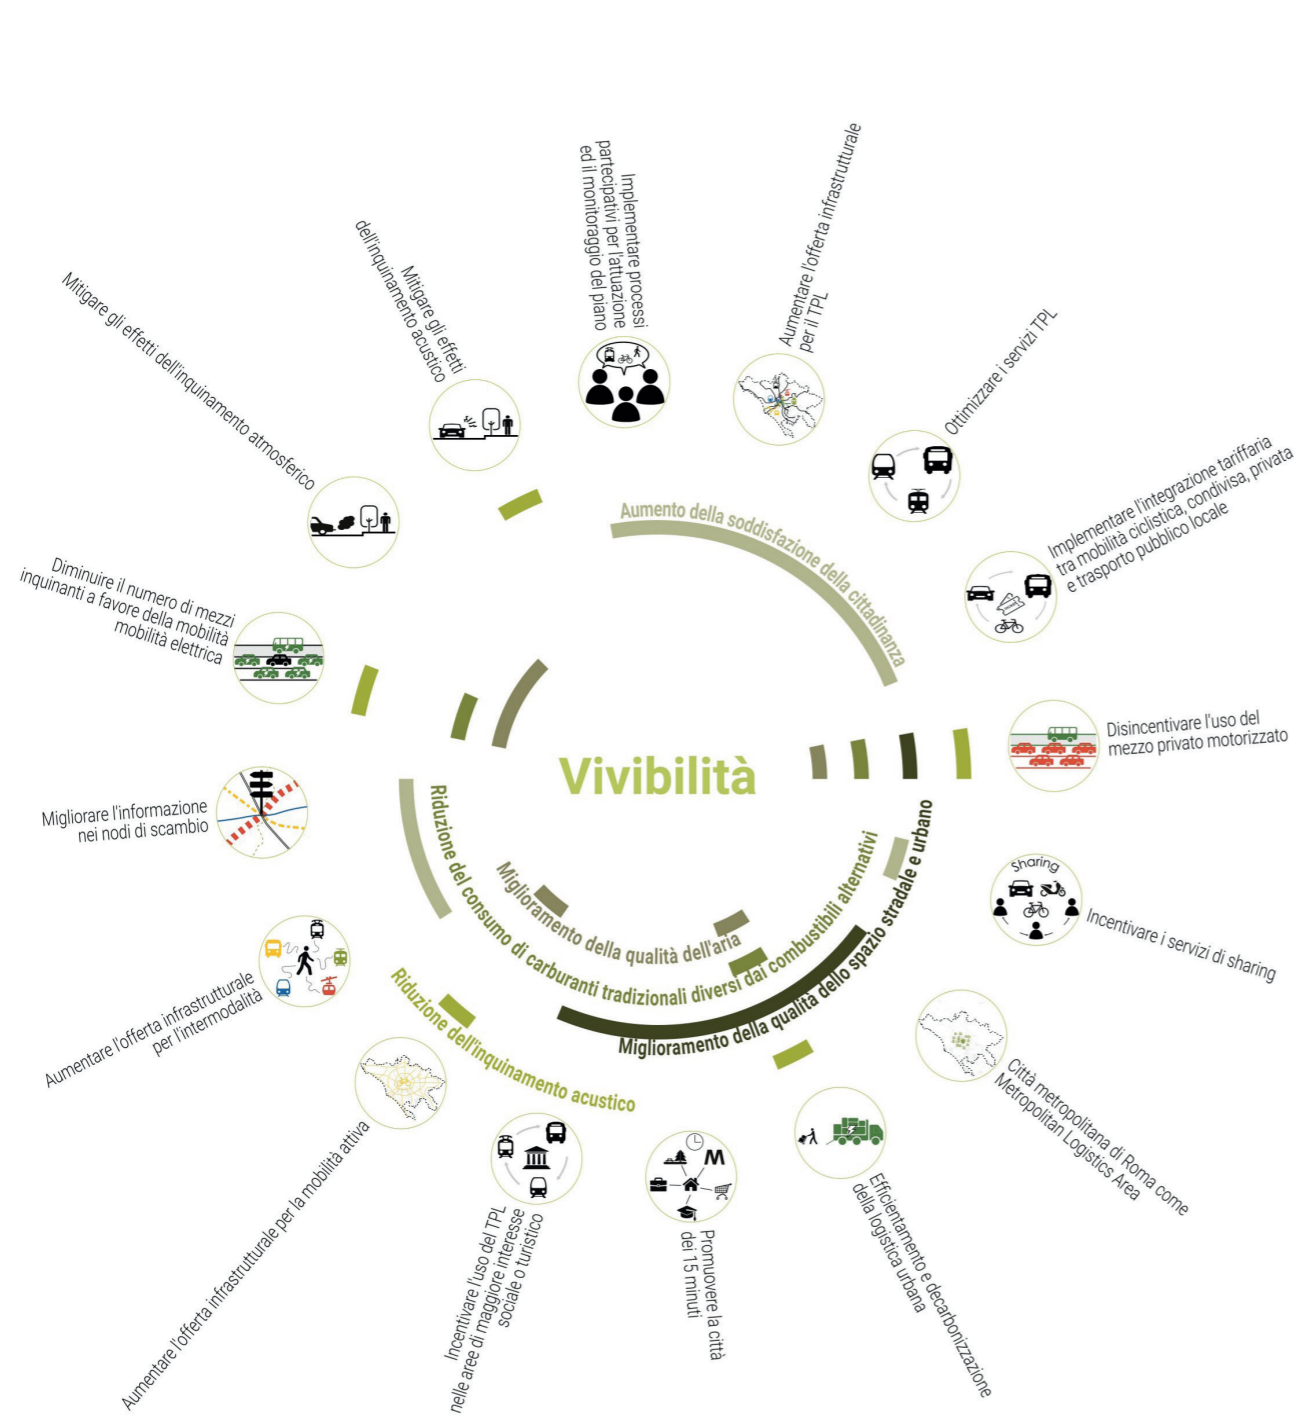 Vivibilità
Aumento della soddisfazione della cittadinanza
Miglioramento della qualità dell'aria
Riduzione del consumo di carburanti tradizionali diversi dai combustibili alternativi
Miglioramento della qualità dello spazio stradale e urbano
Riduzione dell'inquinamento acustico
Implementare processi
partecipativi per l'attuazione
ed il monitoraggio del piano
Aumentare l'offerta infrastrutturale
per il TPL
Ottimizzare i servizi TPL
Implementare l'integrazione tariffaria
tra mobilità ciclistica, condivisa, privata
e trasporto pubblico locale
Disincentivare l'uso del
mezzo privato motorizzato
Sharing
Incentivare i servizi di sharing
Città metropolitana di Roma come
Metropolitan Logistics Area
Efficientamento e decarbonizzazione
della logistica urbana
M
Promuovere la città
dei 15 minuti
Incentivare l'uso del TPL
nelle aree di maggiore interesse
sociale o turistico
Aumentare l'offerta infrastrutturale per la mobilità attiva
Aumentare l'offerta infrastrutturale
per l'intermodalità
Migliorare l'informazione
nei nodi di scambio
Diminuire il numero di mezzi
inquinanti a favore della mobilità
mobilità elettrica
Mitigare gli effetti dell'inquinamento atmosferico
Mitigare gli effetti
dell'inquinamento acustico